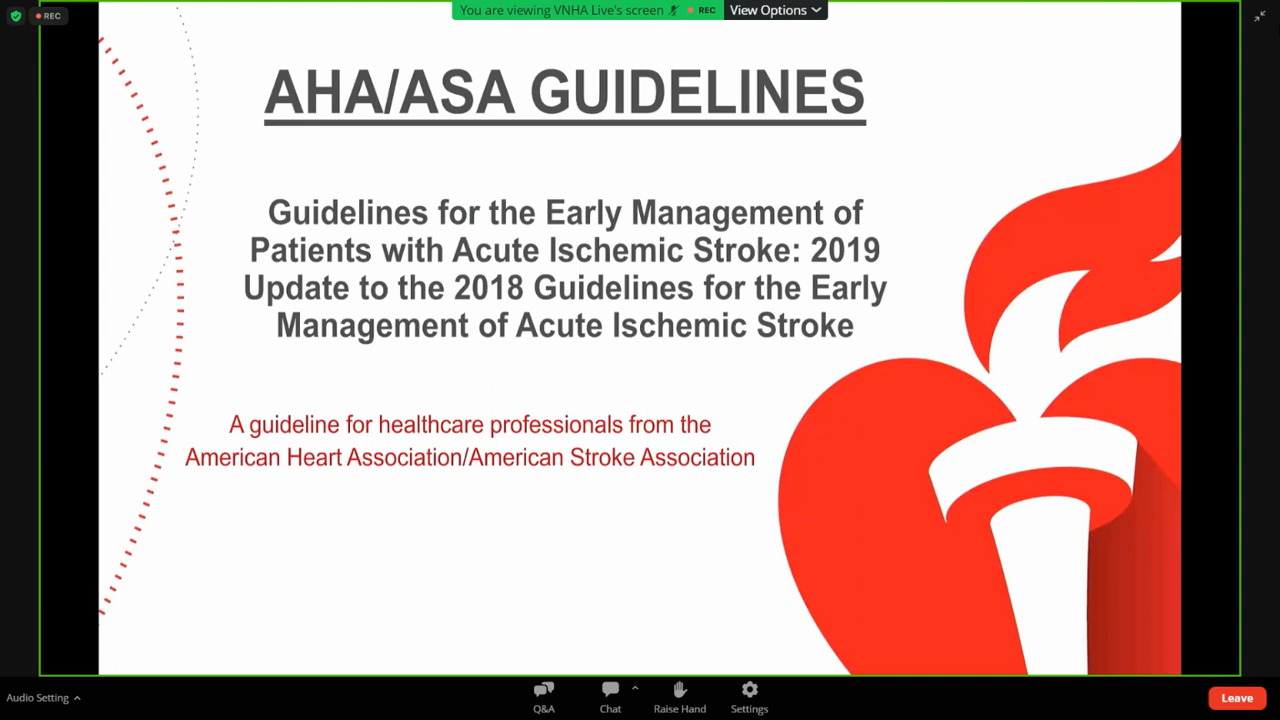 REC
You are viewing VNHA Live's screen
REC
View Options
AHA/ASA GUIDELINES
Guidelines for the Early Management of
Patients with Acute Ischemic Stroke: 2019
Update to the 2018 Guidelines for the Early
Management of Acute Ischemic Stroke
A guideline for healthcare professionals from the
American Heart Association/American Stroke Association
Audio Setting
Q&A
Chat
Raise Hand
Settings
Leave